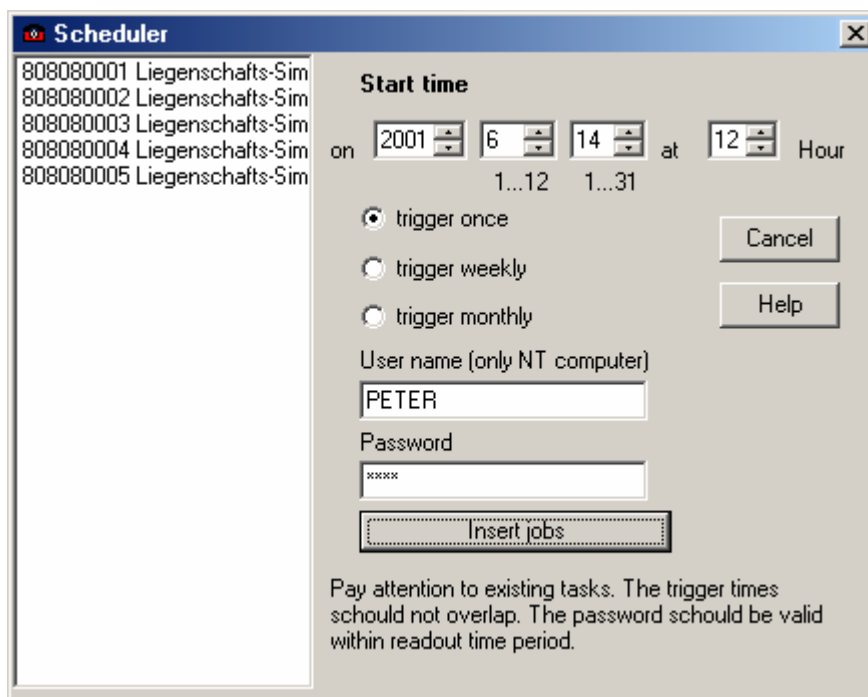 Scheduler
808080001 Liegenschafts-Sim
808080002 Liegenschafts-Sim
808080003 Liegenschafts-Sim
808080004 Liegenschafts-Sim
808080005 Liegenschafts-Sim
Start time
on 2001 6 14 at 12 Hour
1...12 1...31
trigger once
trigger weekly
trigger monthly
Cancel
Help
User name (only NT computer)
PETER
Password
****
Insert jobs
Pay attention to existing tasks. The trigger times
schould not overlap. The password schould be valid
within readout time period.